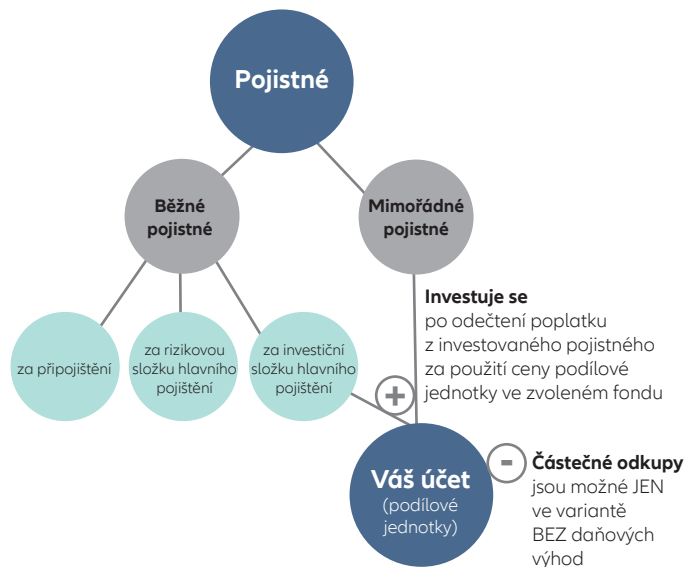 Pojistné
Běžné
pojistné
Mimořádné
pojistné
Investuje se
po odečtení poplatku
z investovaného pojistného
za použití ceny podílové
jednotky ve zvoleném fondu
za připojištění
za rizikovou
složku hlavního
pojištění
za investiční
složku hlavního
pojištění
+
Váš účet
(podílové
jednotky)
-
Částečné odkupy
jsou možné JEN
ve variantě
BEZ daňových
výhod